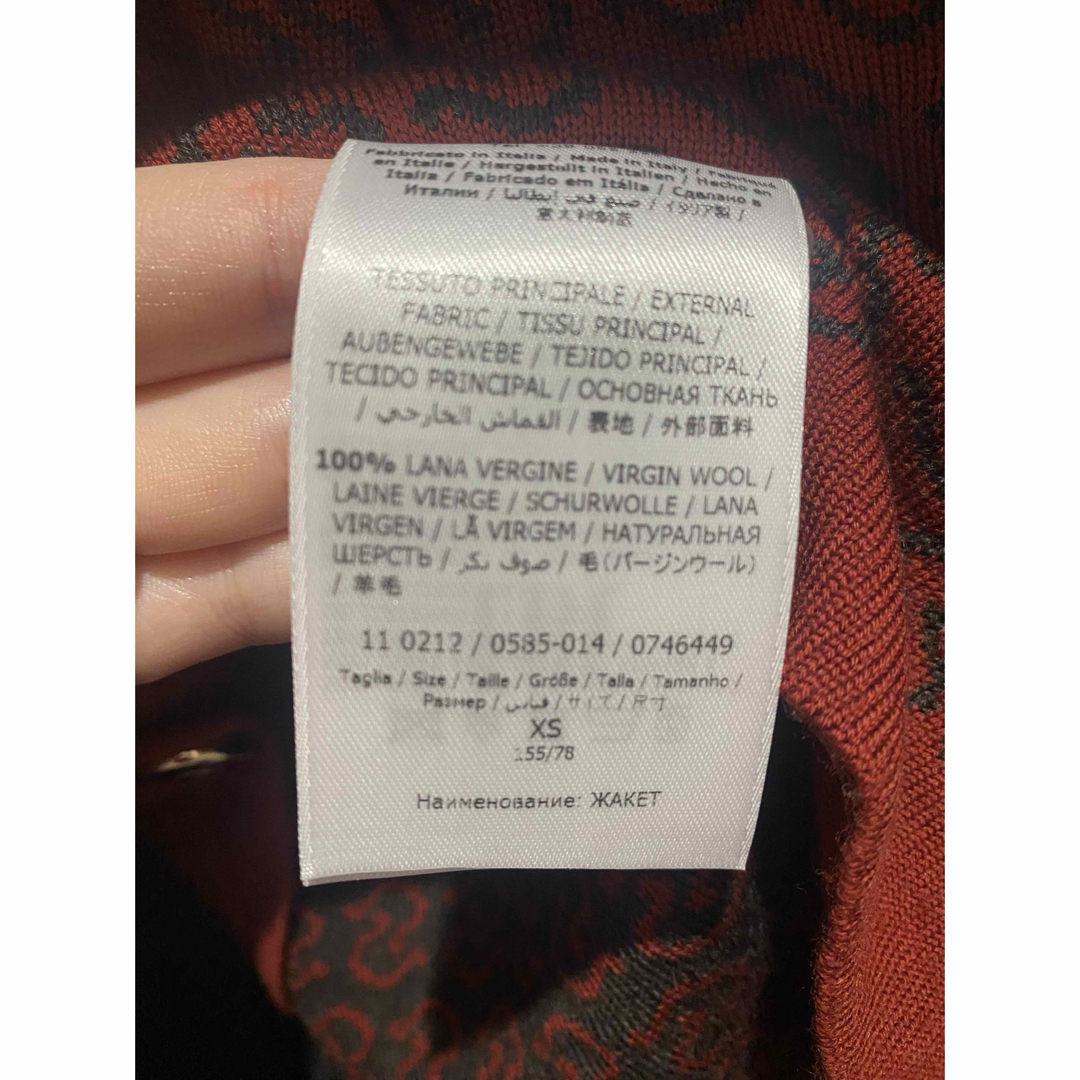 Fabbricato in Italia / Made in Italy / Fabriqué
en Italie / Hergestellt in Italien / Hecho en
Italia / Fabricado em Itália / Сделано в
Италии / صنع في إيطاليا / イタリア製 /
意大利制造
TESSUTO PRINCIPALE / EXTERNAL
FABRIC / TISSU PRINCIPAL /
AUßENGEWEBE / TEJIDO PRINCIPAL /
TECIDO PRINCIPAL / ОСНОВНАЯ ТКАНЬ
/ القماش الخارجي / 表地 / 外部面料
100% LANA VERGINE / VIRGIN WOOL /
LAINE VIERGE / SCHURWOLLE / LANA
VIRGEN / LÃ VIRGEM / НАТУРАЛЬНАЯ
ШЕРСТЬ / صوف بكر / 毛(バージンウール)
/ 羊毛
11 0212 / 0585-014 / 0746449
Taglia / Size / Taille / Größe / Talla / Tamanho /
Размер / قياس / サイズ / 尺寸
XS
155/78
Наименование: ЖАКЕТ